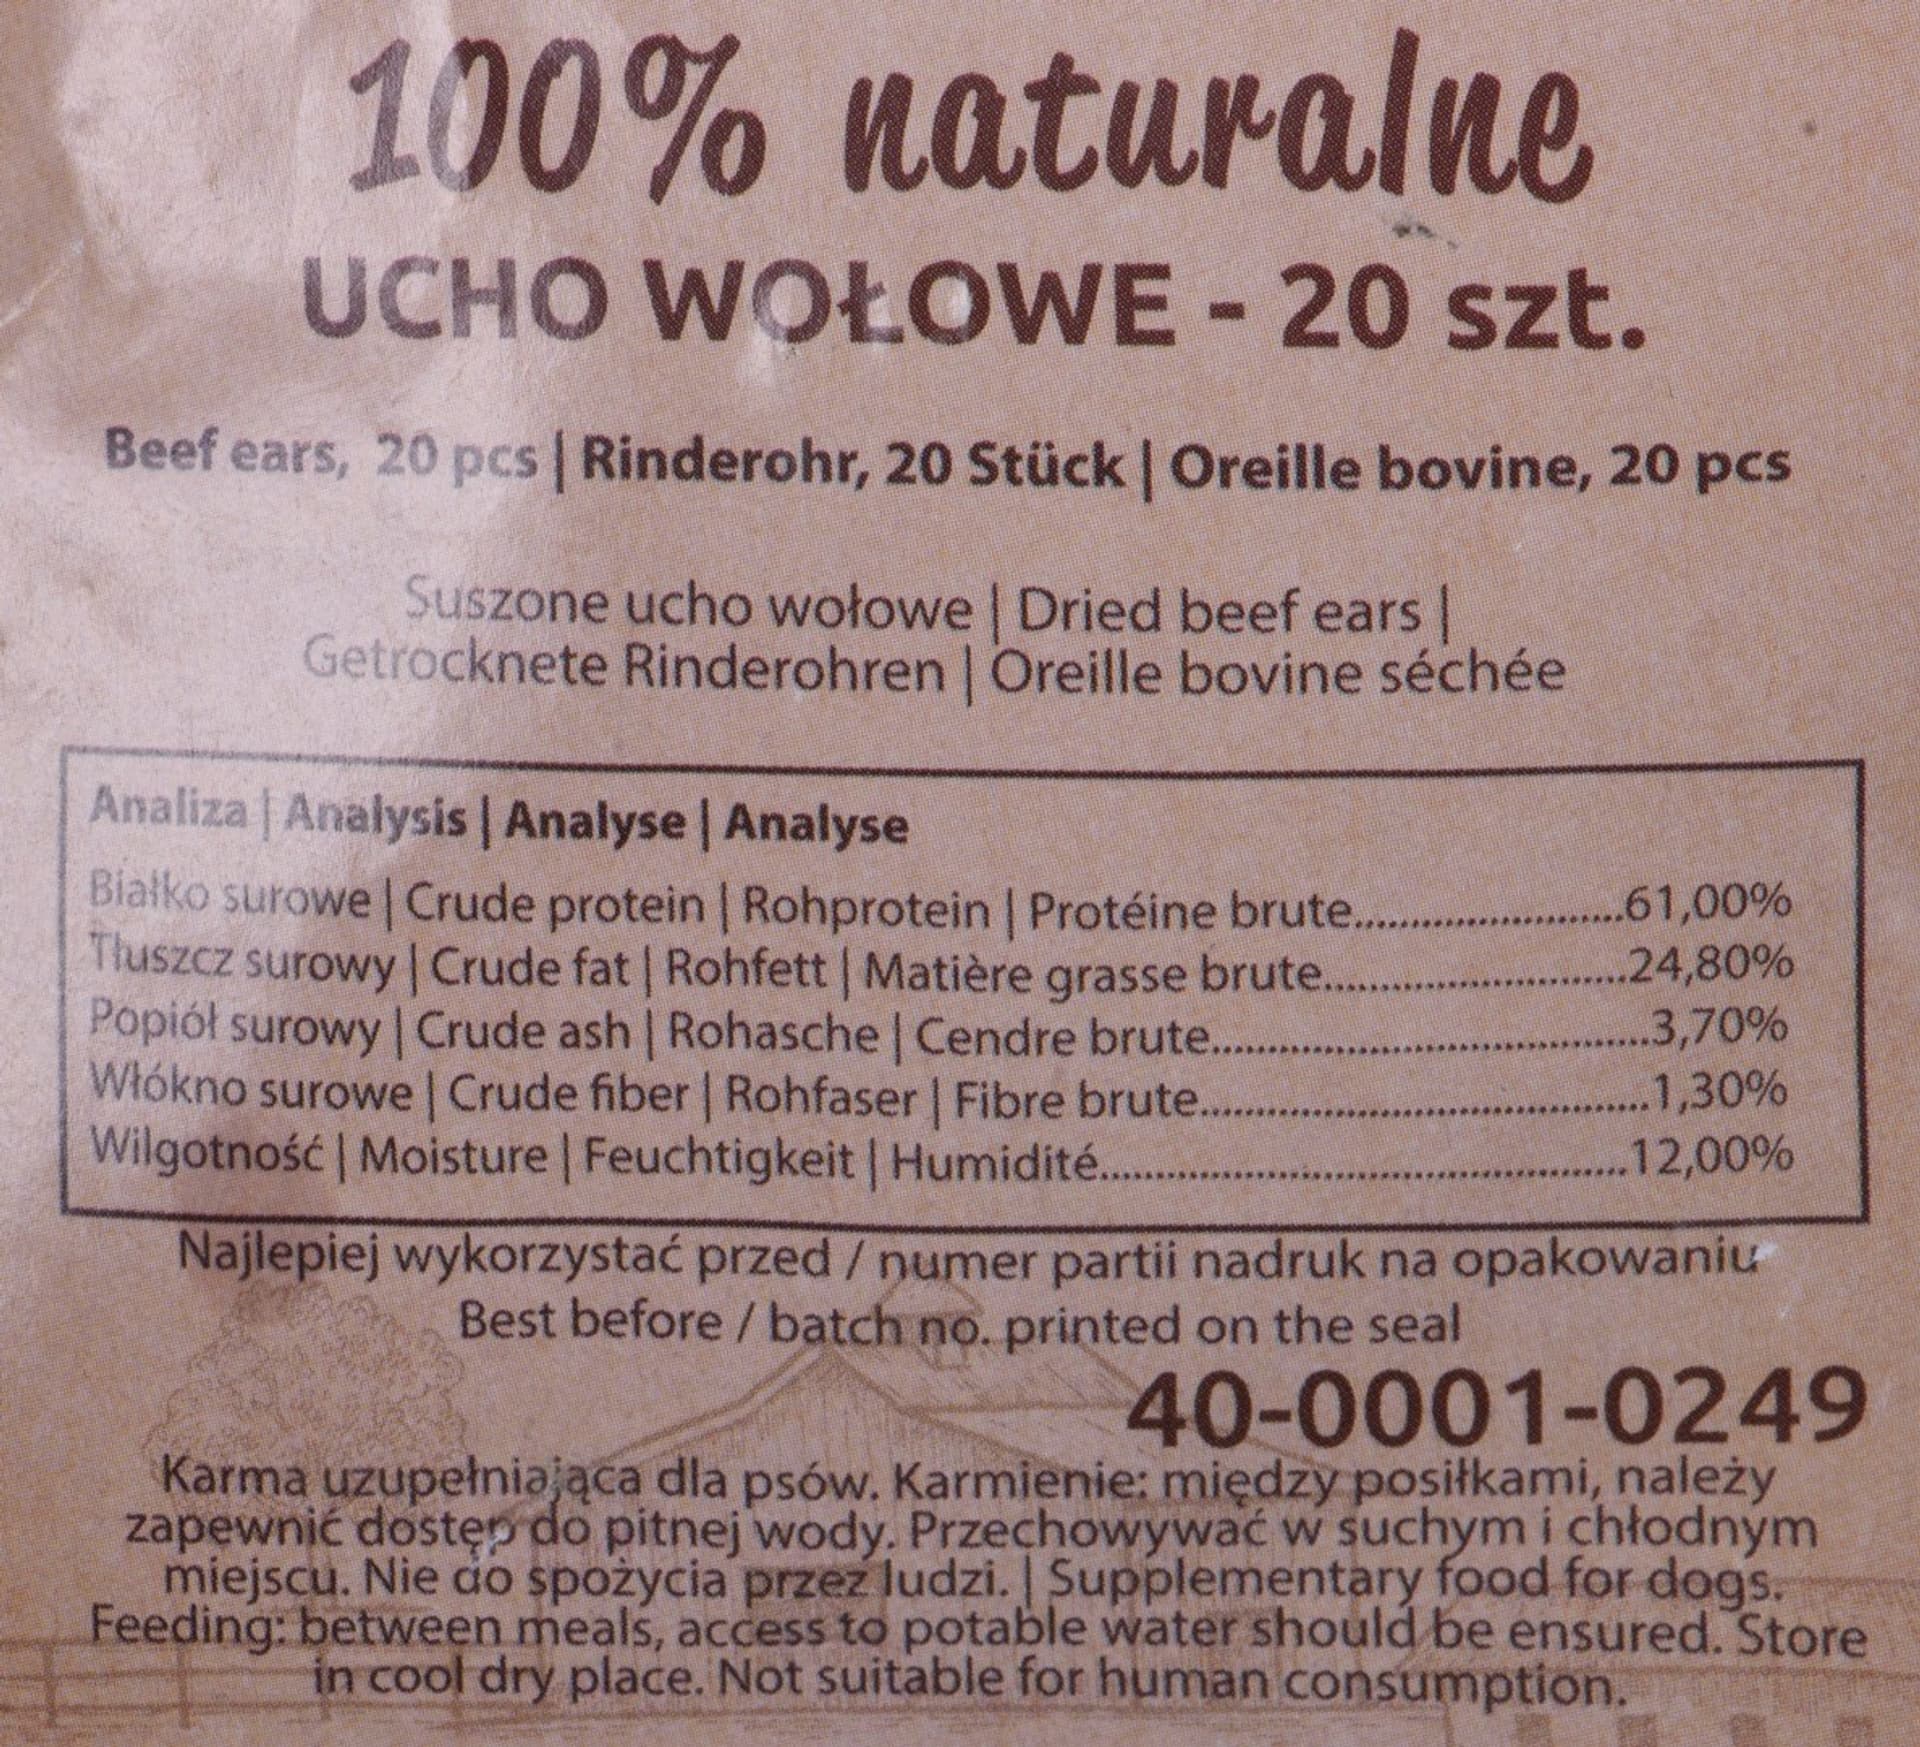 100% naturalne
UCHO WOŁOWE - 20 szt.
Beef ears, 20 pcs | Rinderohr, 20 Stück | Oreille bovine, 20 pcs
Suszone ucho wołowe | Dried beef ears |
Getrocknete Rinderohren | Oreille bovine séchée
Analiza | Analysis | Analyse | Analyse
Białko surowe | Crude protein | Rohprotein | Protéine brute........................61,00%
Tłuszcz surowy | Crude fat | Rohfett | Matière grasse brute...........................24,80%
Popiół surowy | Crude ash | Rohasche | Cendre brute.......................................3,70%
Włókno surowe | Crude fiber | Rohfaser | Fibre brute........................................1,30%
Wilgotność | Moisture | Feuchtigkeit | Humidité...............................................12,00%
Najlepiej wykorzystać przed / numer partii nadruk na opakowaniu
Best before / batch no. printed on the seal
40-0001-0249
Karma uzupełniająca dla psów. Karmienie: między posiłkami, należy
zapewnić dostęp do pitnej wody. Przechowywać w suchym i chłodnym
miejscu. Nie do spożycia przez ludzi. | Supplementary food for dogs.
Feeding: between meals, access to potable water should be ensured. Store
in cool dry place. Not suitable for human consumption.